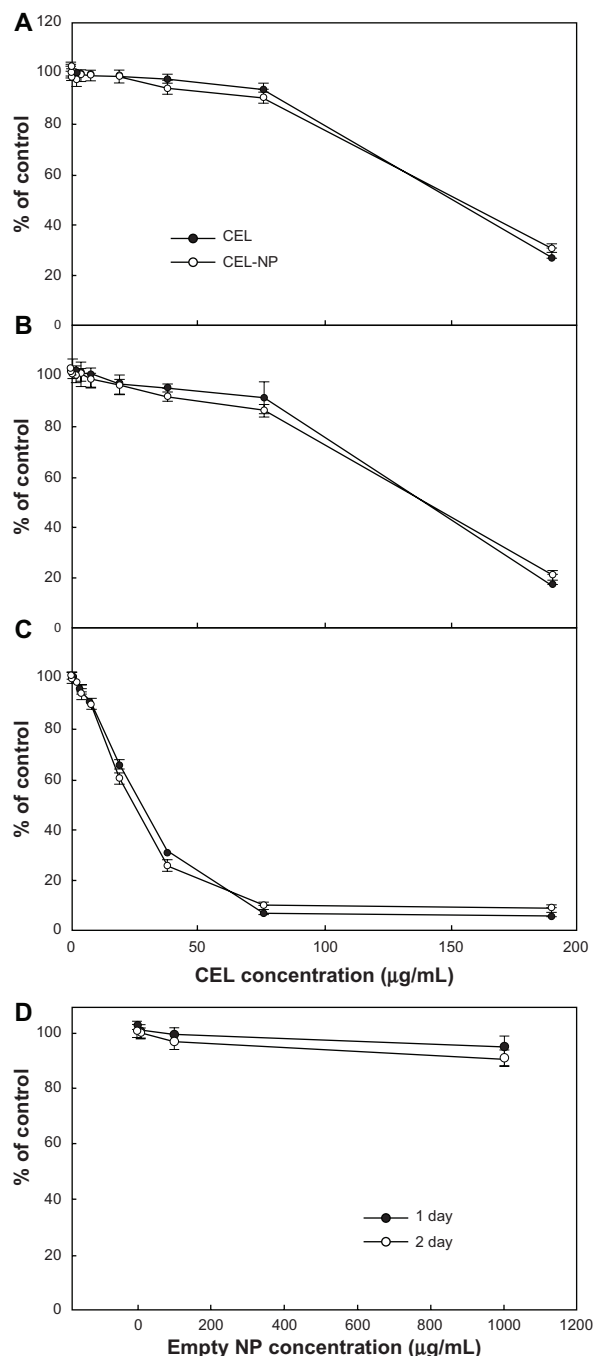 A
120
100
80
60
40
20
0
% of control
CEL
CEL-NP
B
100
80
60
40
20
0
% of control
C
100
80
60
40
20
0
% of control
0 50 100 150 200
CEL concentration (μg/mL)
D
100
80
60
40
20
0
% of control
1 day
2 day
0 200 400 600 800 1000 1200
Empty NP concentration (μg/mL)